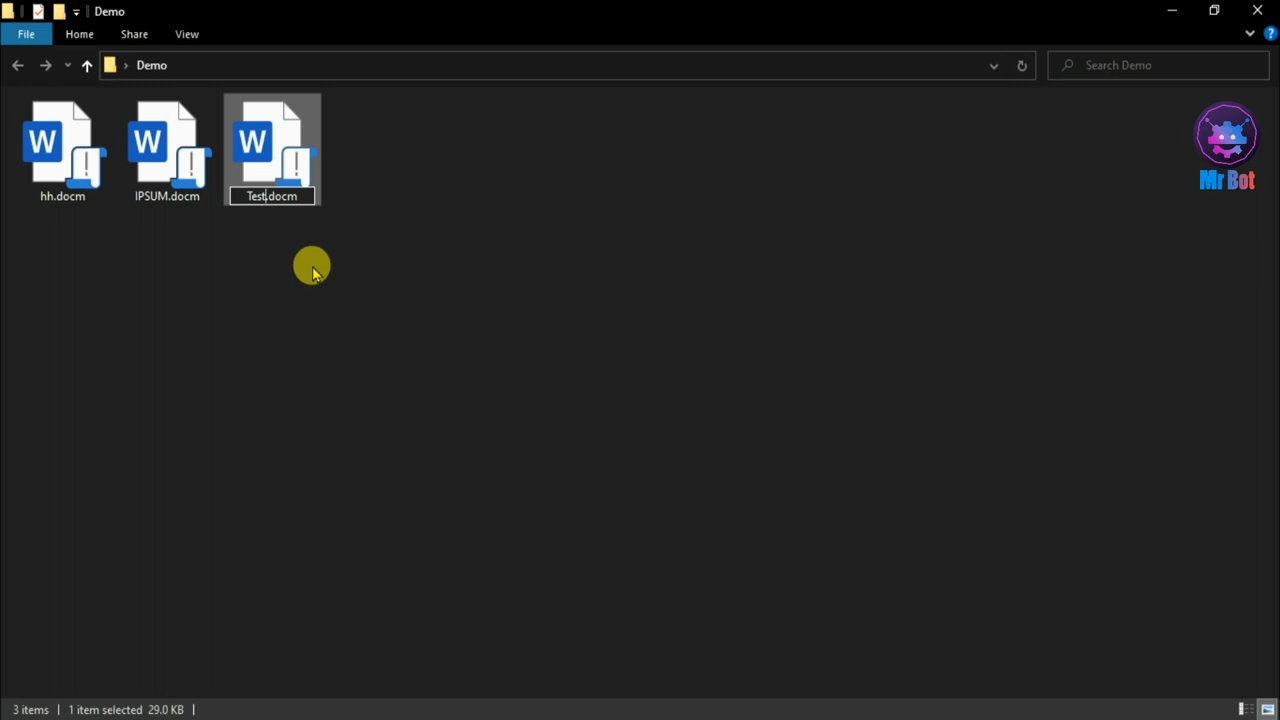 Demo
File Home Share View
?
› Demo
Search Demo
W W W
hh.docm IPSUM.docm Test.docm
Mr Bot
3 items 1 item selected 29.0 KB